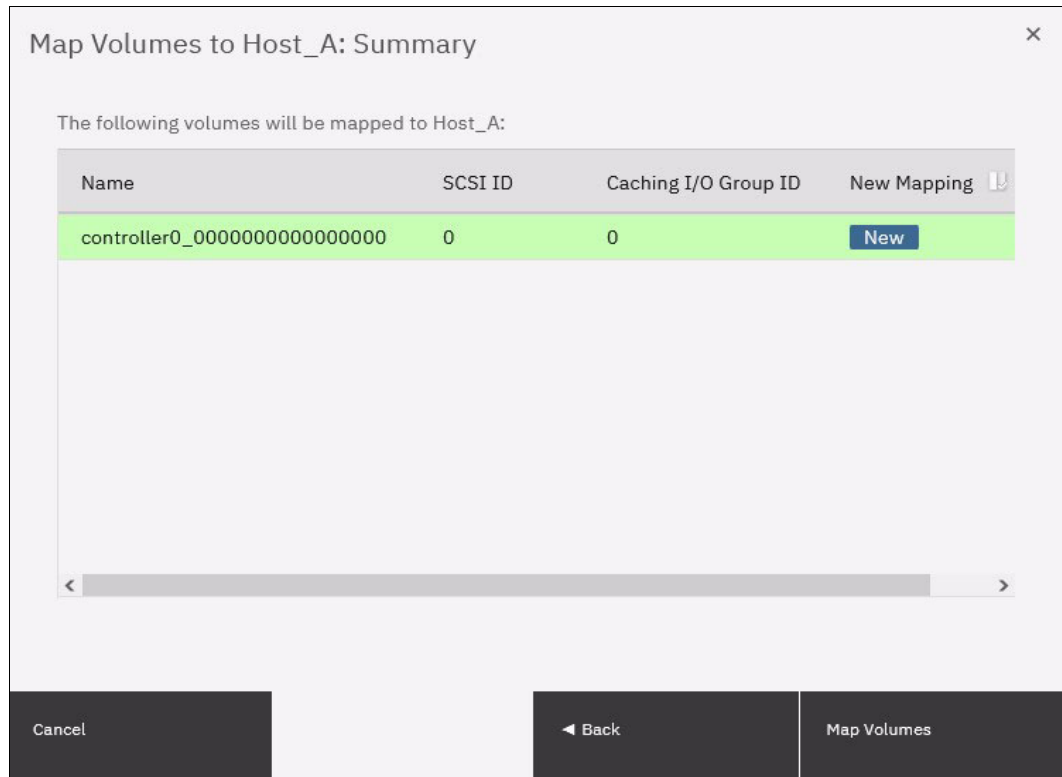 Map Volumes to Host_A: Summary
The following volumes will be mapped to Host_A:
Name SCSI ID Caching I/O Group ID New Mapping
controller0_0000000000000000 0 0 New
Cancel ◄ Back Map Volumes